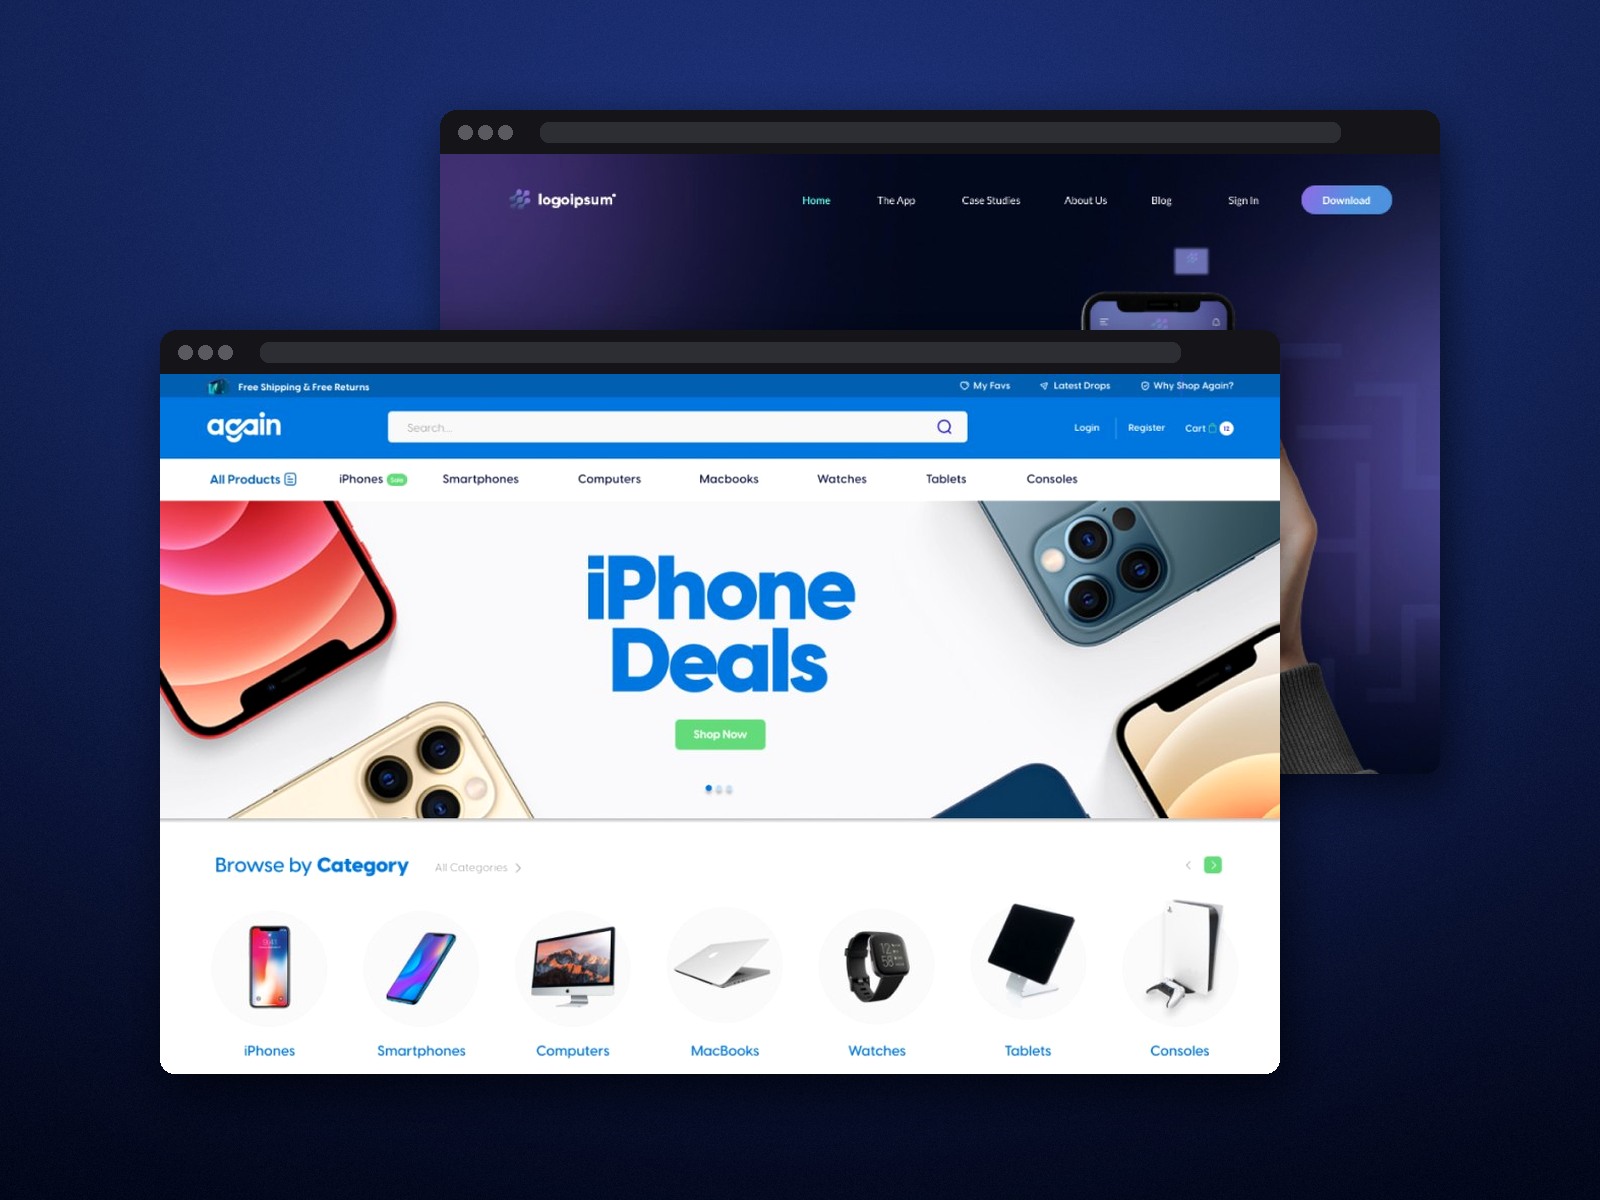 logoipsum
Home The App Case Studies About Us Blog Sign In Download
Free Shipping & Free Returns My Favs Latest Drops Why Shop Again?
again Search... Login Register Cart 12
All Products iPhones Sale Smartphones Computers Macbooks Watches Tablets Consoles
iPhone
Deals
Shop Now
Browse by Category All Categories
iPhones Smartphones Computers MacBooks Watches Tablets Consoles